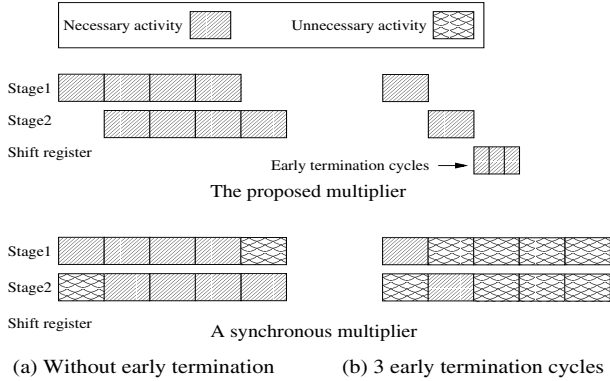 Necessary activity
Unnecessary activity
Stage1
Stage2
Shift register
Early termination cycles
The proposed multiplier
Stage1
Stage2
Shift register
A synchronous multiplier
(a) Without early termination
(b) 3 early termination cycles